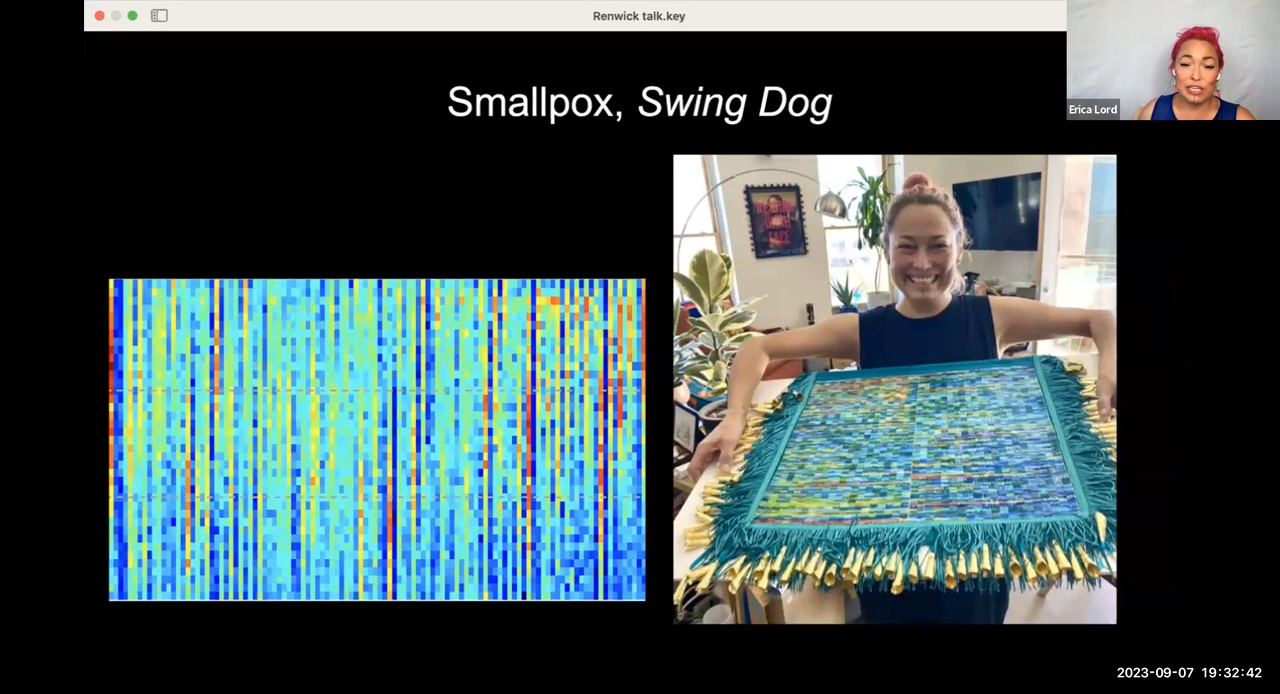 Renwick talk.key
Erica Lord
Smallpox, Swing Dog
2023-09-07 19:32:42